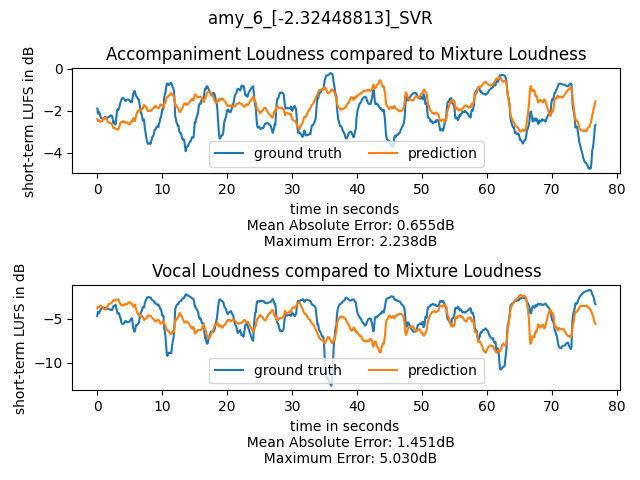 amy_6_[-2.32448813]_SVR
Accompaniment Loudness compared to Mixture Loudness
short-term LUFS in dB
0
−2
−4
ground truth
prediction
0 10 20 30 40 50 60 70 80
time in seconds
Mean Absolute Error: 0.655dB
Maximum Error: 2.238dB
Vocal Loudness compared to Mixture Loudness
short-term LUFS in dB
−5
−10
ground truth
prediction
0 10 20 30 40 50 60 70 80
time in seconds
Mean Absolute Error: 1.451dB
Maximum Error: 5.030dB